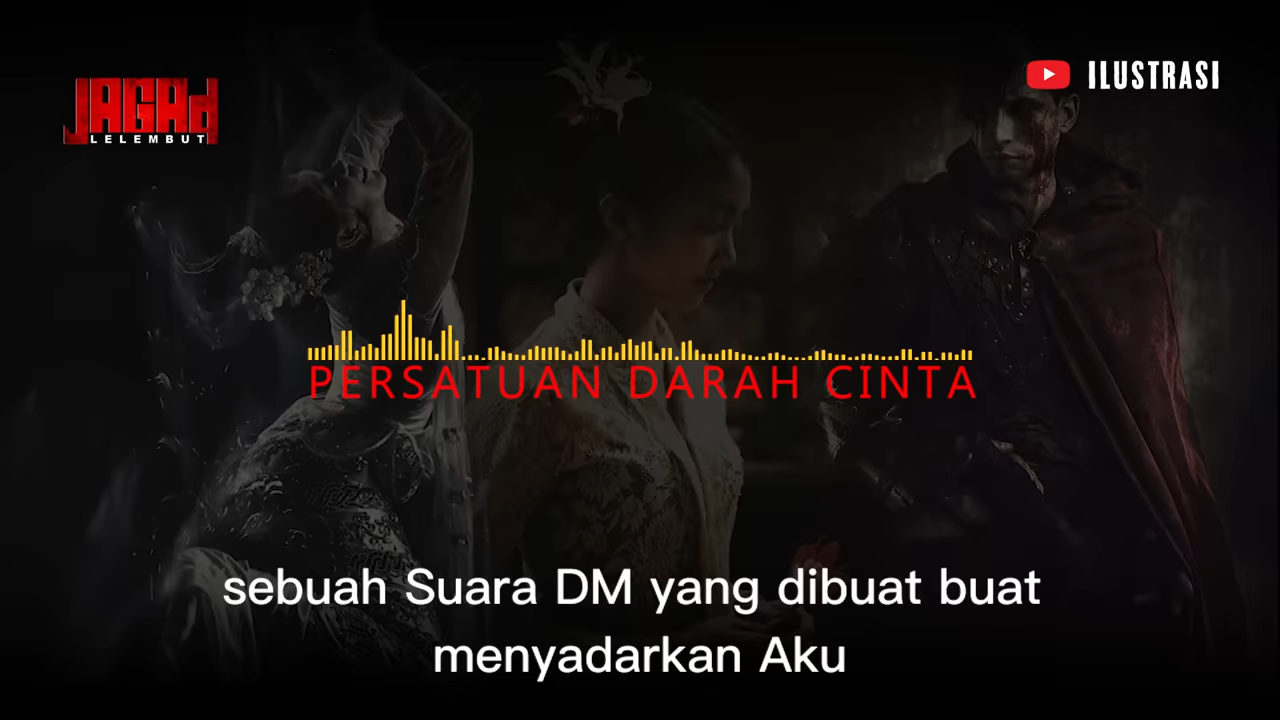 JAGAd
LELEMBUT
ILUSTRASI
PERSATUAN DARAH CINTA
sebuah Suara DM yang dibuat buat
menyadarkan Aku